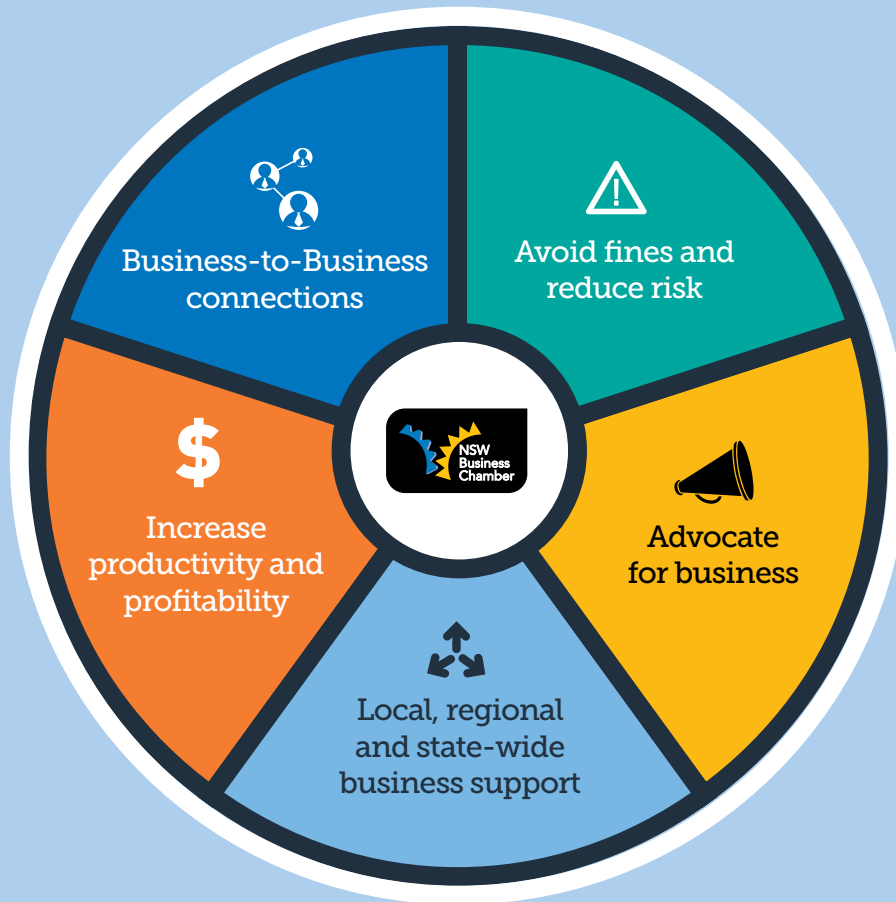 Business-to-Business
connections
Avoid fines and
reduce risk
$
Increase
productivity and
profitability
NSW
Business
Chamber
Advocate
for business
Local, regional
and state-wide
business support